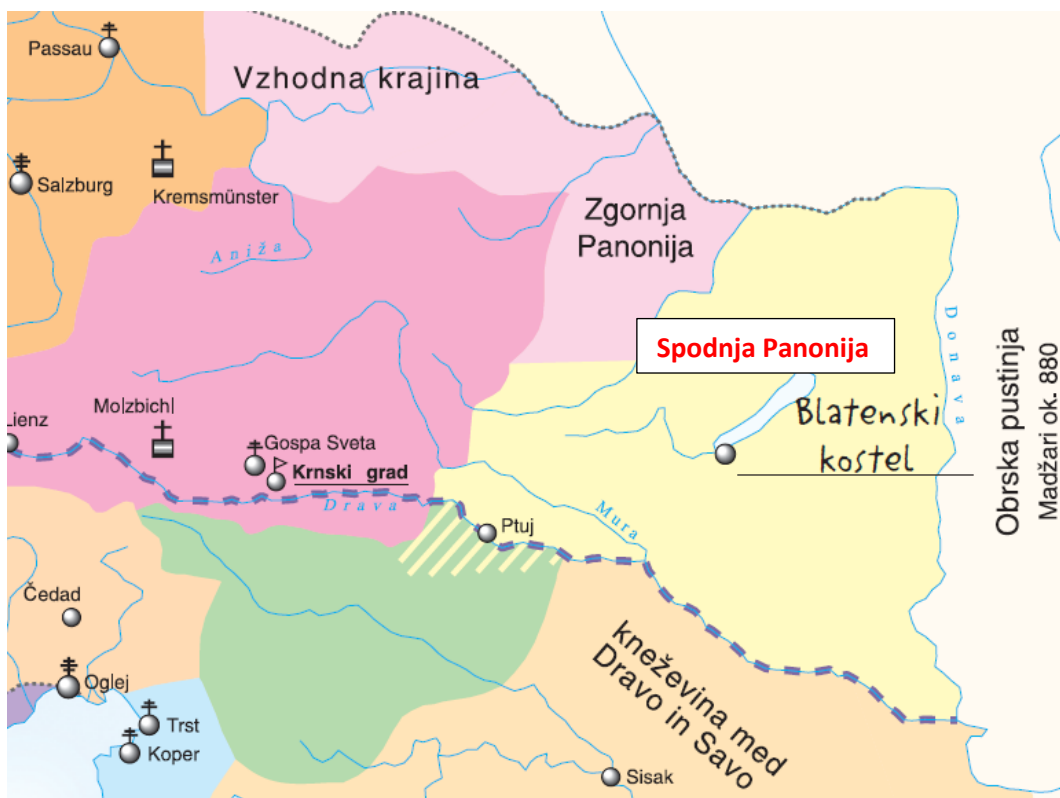 Passau
Vzhodna krajina
Salzburg
Kremsmünster
Zgornja
Panonija
Aniža
Spodnja Panonija
Donava
Obrska pustinja
Madžari ok. 880
Blatenski
kostel
Molzbichl
Lienz
Gospa Sveta
Krnski grad
Drava
Ptuj
Mura
Čedad
Oglej
Trst
Koper
kneževina med
Dravo in Savo
Sisak